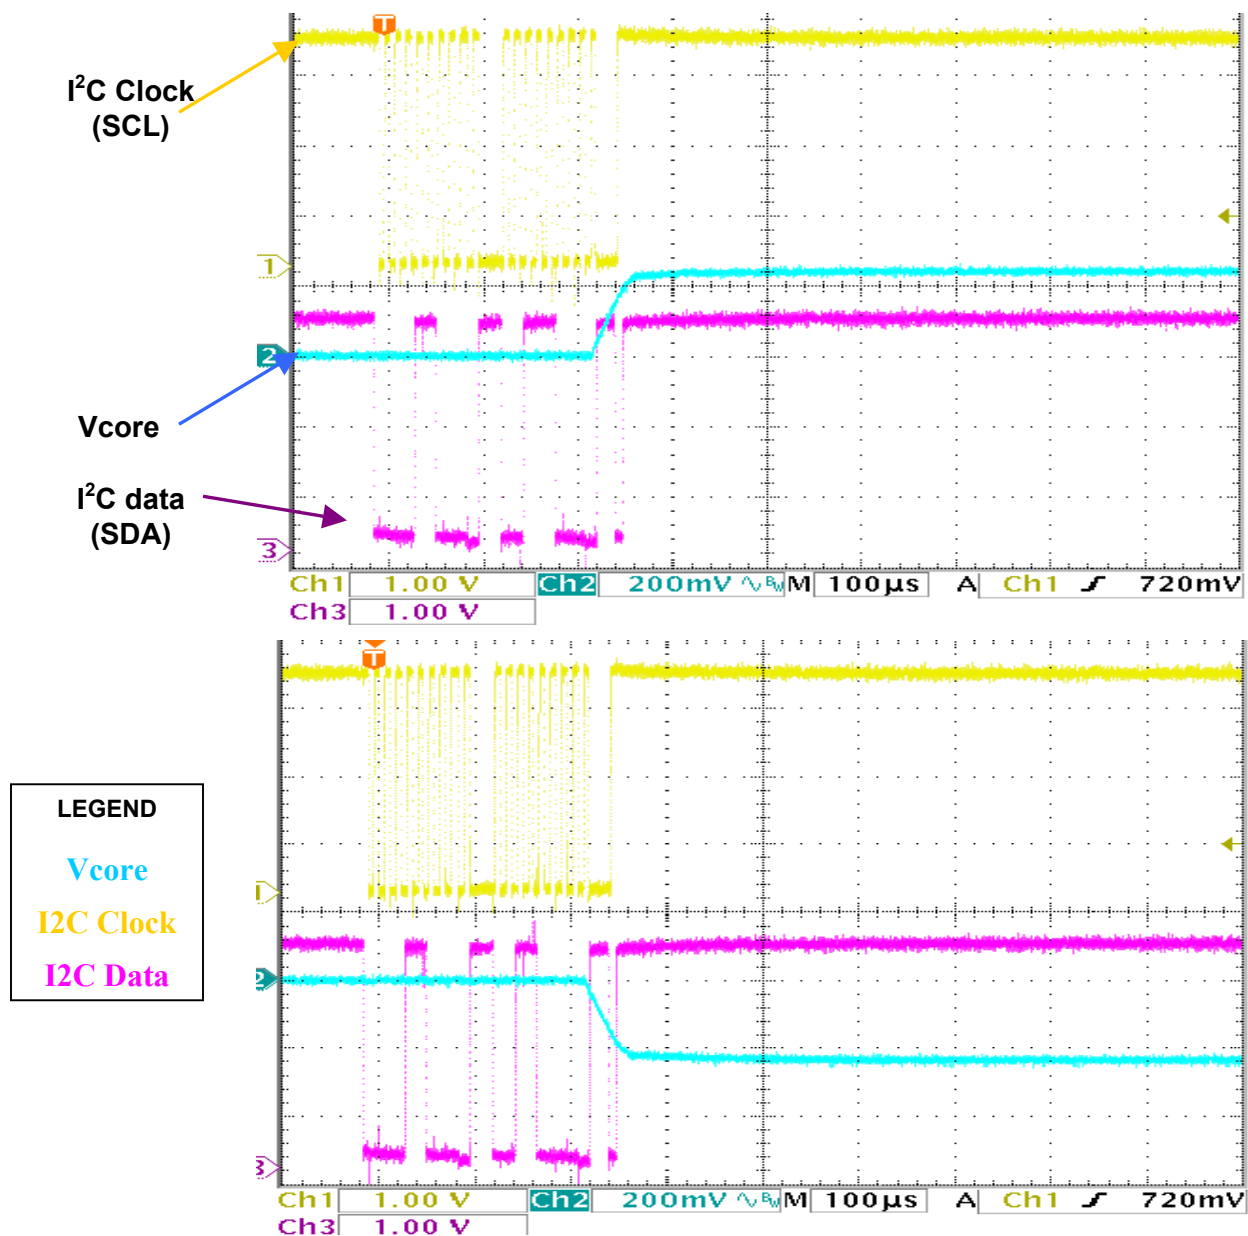 T
I²C Clock
(SCL)
1
2
Vcore
I²C data
(SDA)
3
Ch1 1.00 V Ch2 200mV ∿ BW M 100µs A Ch1 720mV
Ch3 1.00 V
T
LEGEND
Vcore
I2C Clock
I2C Data
1
2
3
Ch1 1.00 V Ch2 200mV ∿ BW M 100µs A Ch1 720mV
Ch3 1.00 V